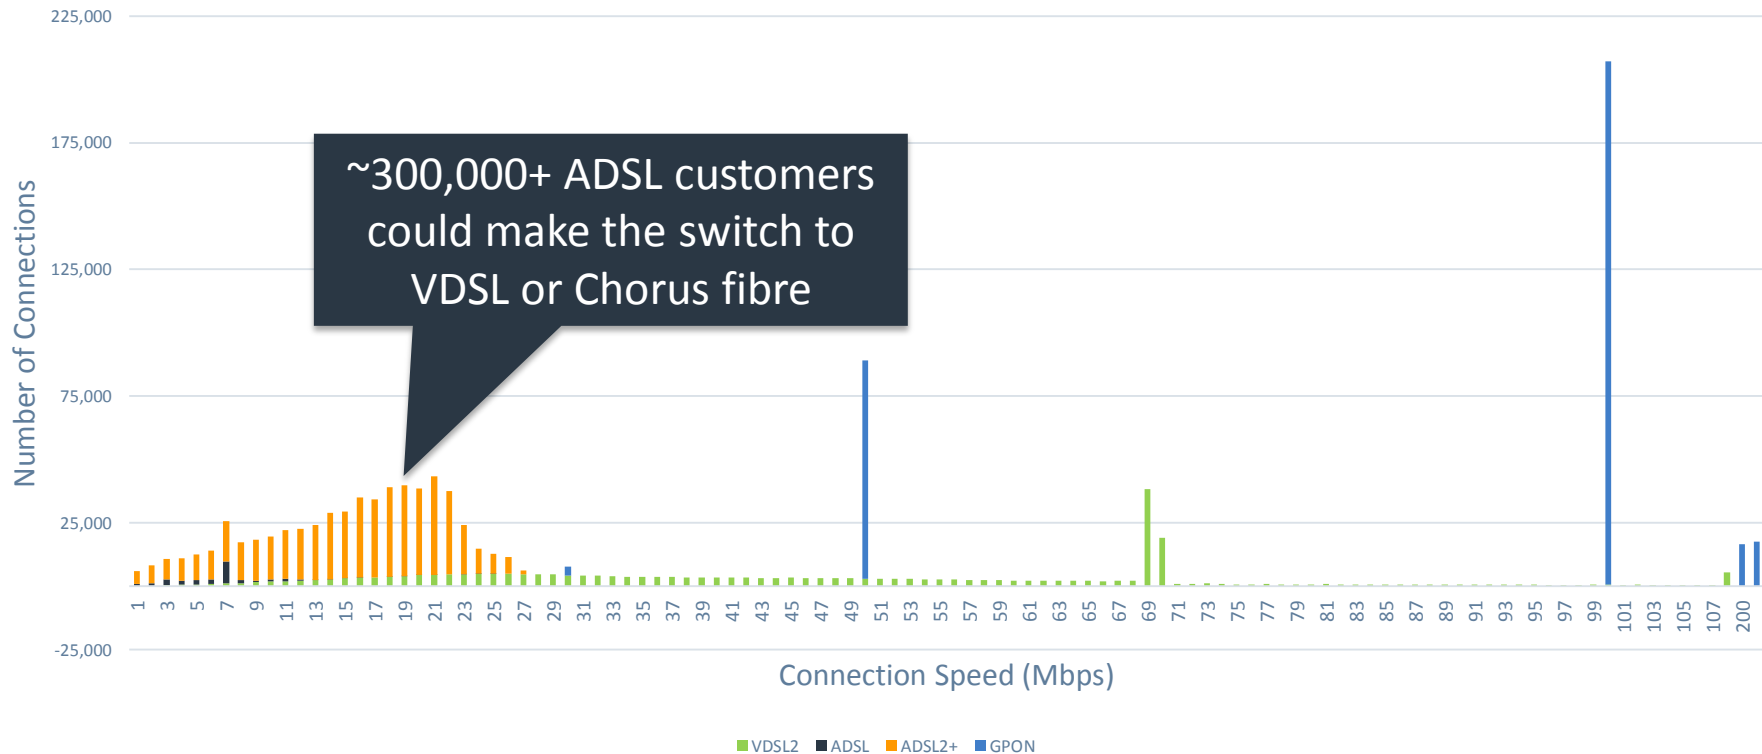 225,000
175,000
125,000
75,000
25,000
-25,000
Number of Connections
~300,000+ ADSL customers
could make the switch to
VDSL or Chorus fibre
1 3 5 7 9 11 13 15 17 19 21 23 25 27 29 31 33 35 37 39 41 43 45 47 49 51 53 55 57 59 61 63 65 67 69 71 73 75 77 79 81 83 85 87 89 91 93 95 97 99 101 103 105 107 200
Connection Speed (Mbps)
VDSL2 ADSL ADSL2+ GPON